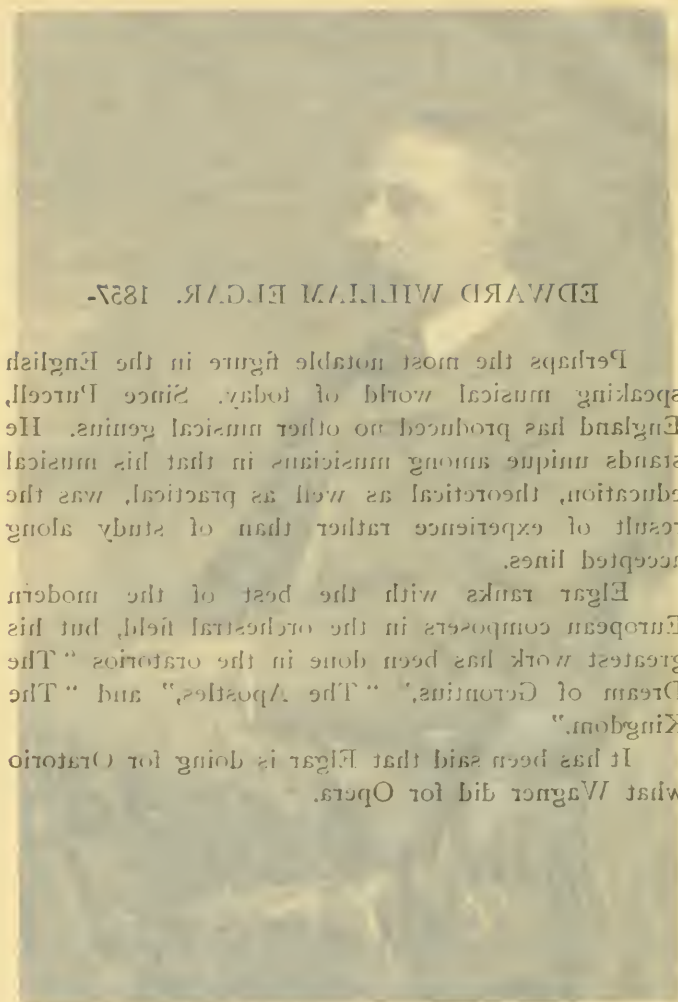 EDWARD WILLIAM ELGAR. 1857-
Perhaps the most notable figure in the English
speaking musical world of today. Since Purcell,
England has produced no other musical genius. He
stands unique among musicians in that his musical
education, theoretical as well as practical, was the
result of experience rather than of study along
accepted lines.
Elgar ranks with the best of the modern
European composers in the orchestral field, but his
greatest work has been done in the oratorios "The
Dream of Gerontius," "The Apostles," and "The
Kingdom."
It has been said that Elgar is doing for Oratorio
what Wagner did for Opera.